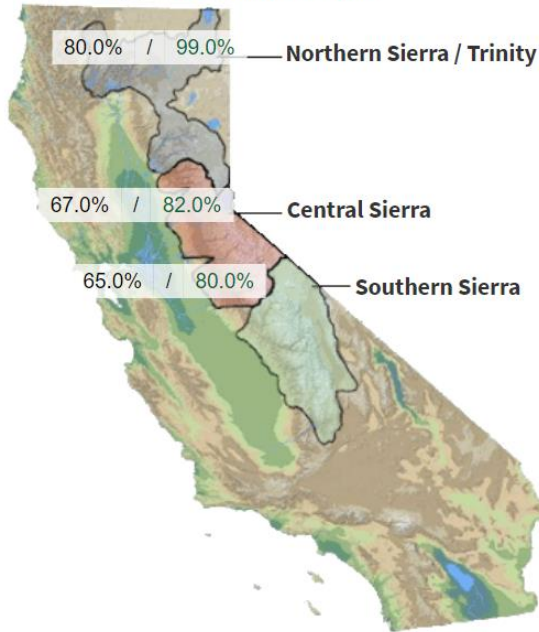 80.0% / 99.0%
Northern Sierra / Trinity
67.0% / 82.0%
Central Sierra
65.0% / 80.0%
Southern Sierra